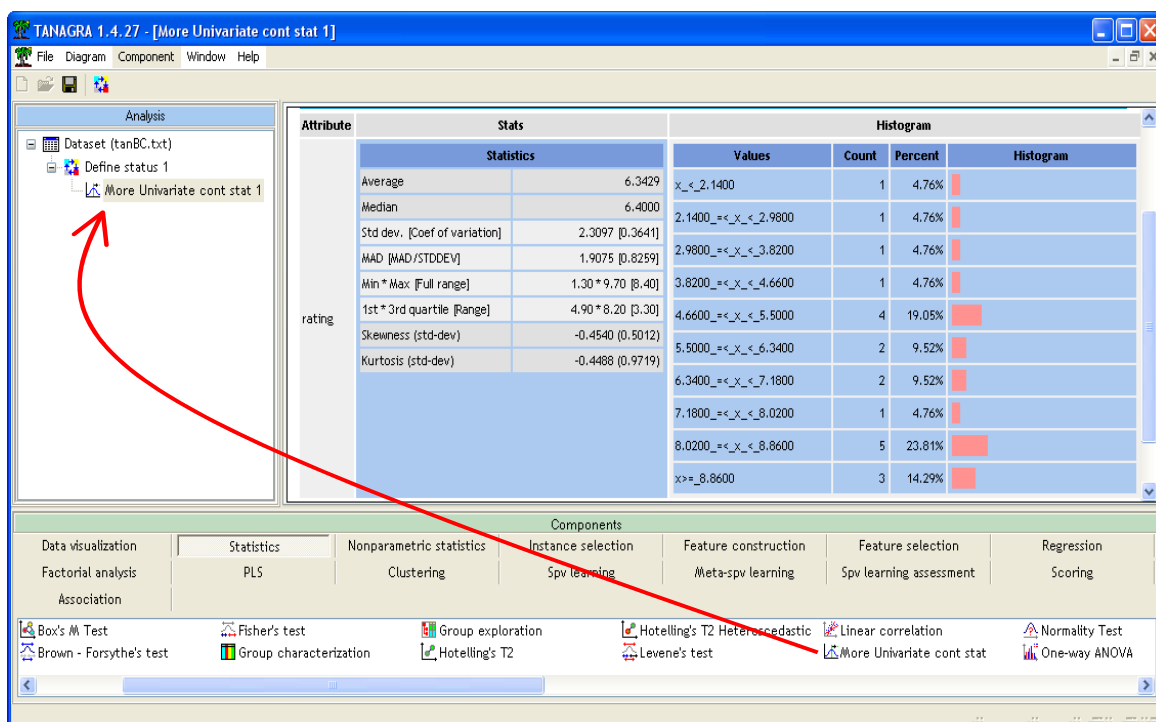 TANAGRA 1.4.27 - [More Univariate cont stat 1]
File Diagram Component Window Help
Analysis
Dataset (tanBC.txt)
Define status 1
More Univariate cont stat 1
Attribute Stats Histogram
rating
Statistics
Average 6.3429
Median 6.4000
Std dev. [Coef of variation] 2.3097 [0.3641]
MAD [MAD/STDDEV] 1.9075 [0.8259]
Min * Max [Full range] 1.30 * 9.70 [8.40]
1st * 3rd quartile [Range] 4.90 * 8.20 [3.30]
Skewness (std-dev) -0.4540 (0.5012)
Kurtosis (std-dev) -0.4488 (0.9719)
Values Count Percent Histogram
x_<_2.1400 1 4.76%
2.1400_=<_x_<_2.9800 1 4.76%
2.9800_=<_x_<_3.8200 1 4.76%
3.8200_=<_x_<_4.6600 1 4.76%
4.6600_=<_x_<_5.5000 4 19.05%
5.5000_=<_x_<_6.3400 2 9.52%
6.3400_=<_x_<_7.1800 2 9.52%
7.1800_=<_x_<_8.0200 1 4.76%
8.0200_=<_x_<_8.8600 5 23.81%
x>=_8.8600 3 14.29%
Components
Data visualization Statistics Nonparametric statistics Instance selection Feature construction Feature selection Regression
Factorial analysis PLS Clustering Spv learning Meta-spv learning Spv learning assessment Scoring
Association
Box's M Test Fisher's test Group exploration Hotelling's T2 Heteroscedastic Linear correlation Normality Test
Brown - Forsythe's test Group characterization Hotelling's T2 Levene's test More Univariate cont stat One-way ANOVA